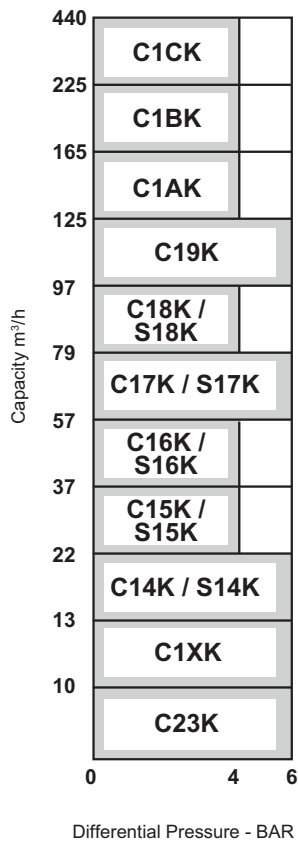 440
C1CK
225
C1BK
165
C1AK
125
C19K
97
C18K /
S18K
79
C17K / S17K
57
C16K /
S16K
37
C15K /
S15K
22
C14K / S14K
13
C1XK
10
C23K
0 4 6
Capacity m³/h
Differential Pressure - BAR